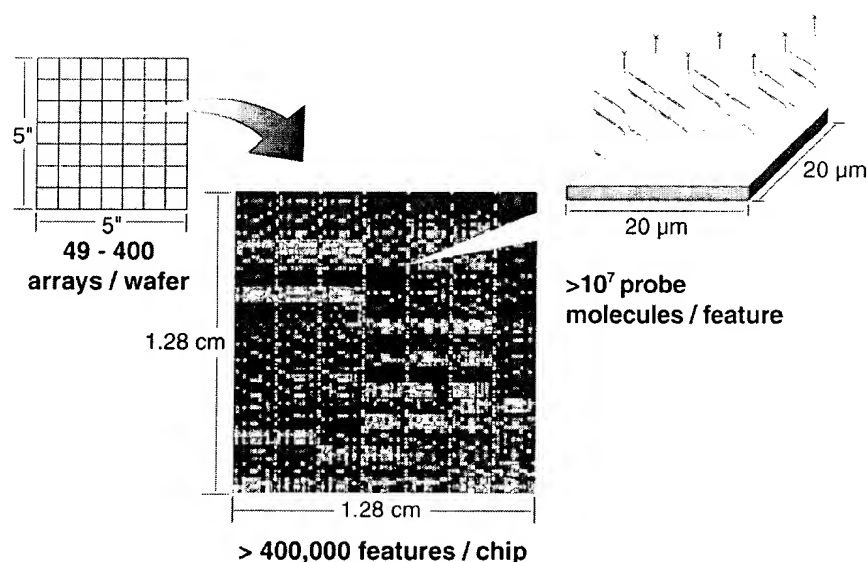 5"
5"
49 - 400
arrays / wafer
1.28 cm
1.28 cm
> 400,000 features / chip
20 µm
20 µm
>10⁷ probe
molecules / feature